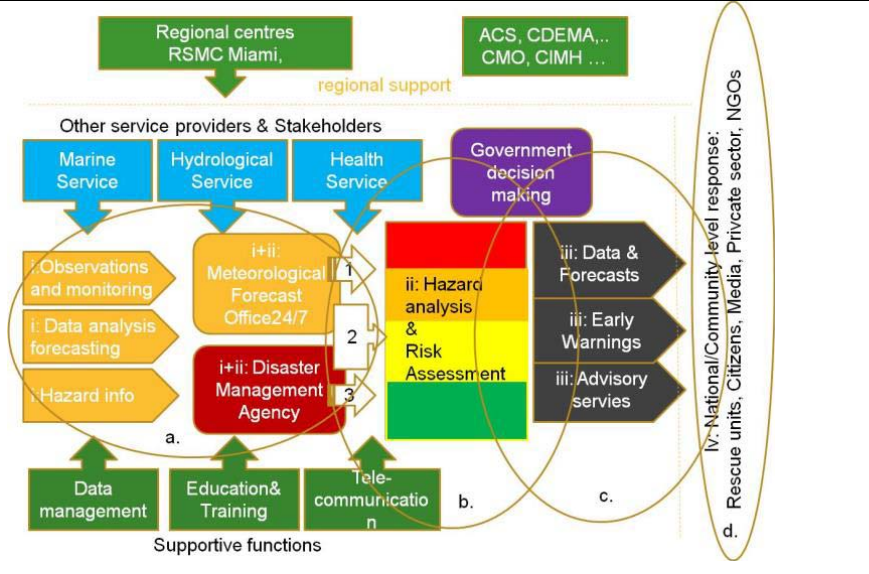 Regional centres
RSMC Miami,
ACS, CDEMA,..
CMO, CIMH ...
regional support
Other service providers & Stakeholders
Marine
Service
Hydrological
Service
Health
Service
Government
decision
making
i:Observations
and monitoring
i: Data analysis
forecasting
i:Hazard info
a.
i+ii:
Meteorological
Forecast
Office24/7
i+ii: Disaster
Management
Agency
1
2
3
ii: Hazard
analysis
&
Risk
Assessment
iii: Data &
Forecasts
iii: Early
Warnings
iii: Advisory
servies
b.
c.
d.
Iv: National/Community level response:
Rescue units, Citizens, Media, Privcate sector, NGOs
Data
management
Education&
Training
Tele-
communicatio
n
Supportive functions